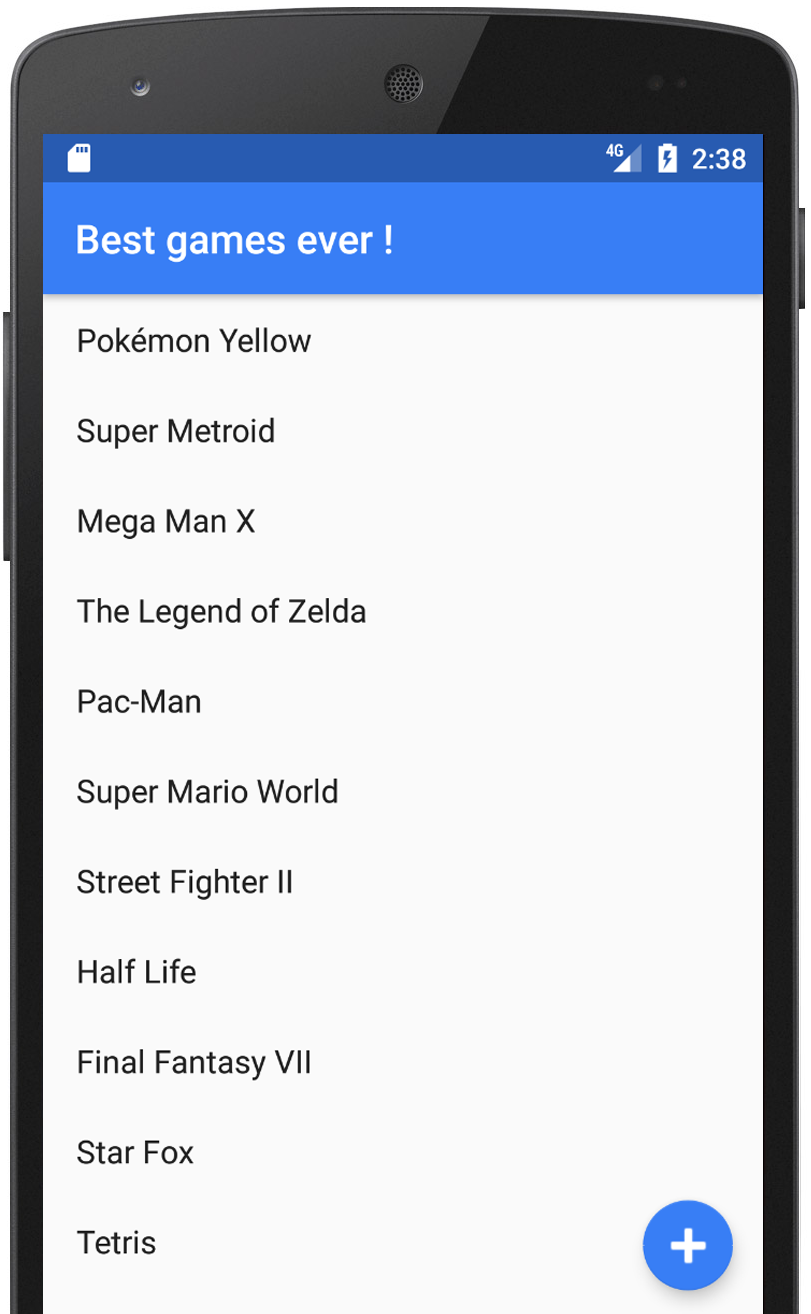 4G 2:38
Best games ever !
Pokémon Yellow
Super Metroid
Mega Man X
The Legend of Zelda
Pac-Man
Super Mario World
Street Fighter II
Half Life
Final Fantasy VII
Star Fox
Tetris